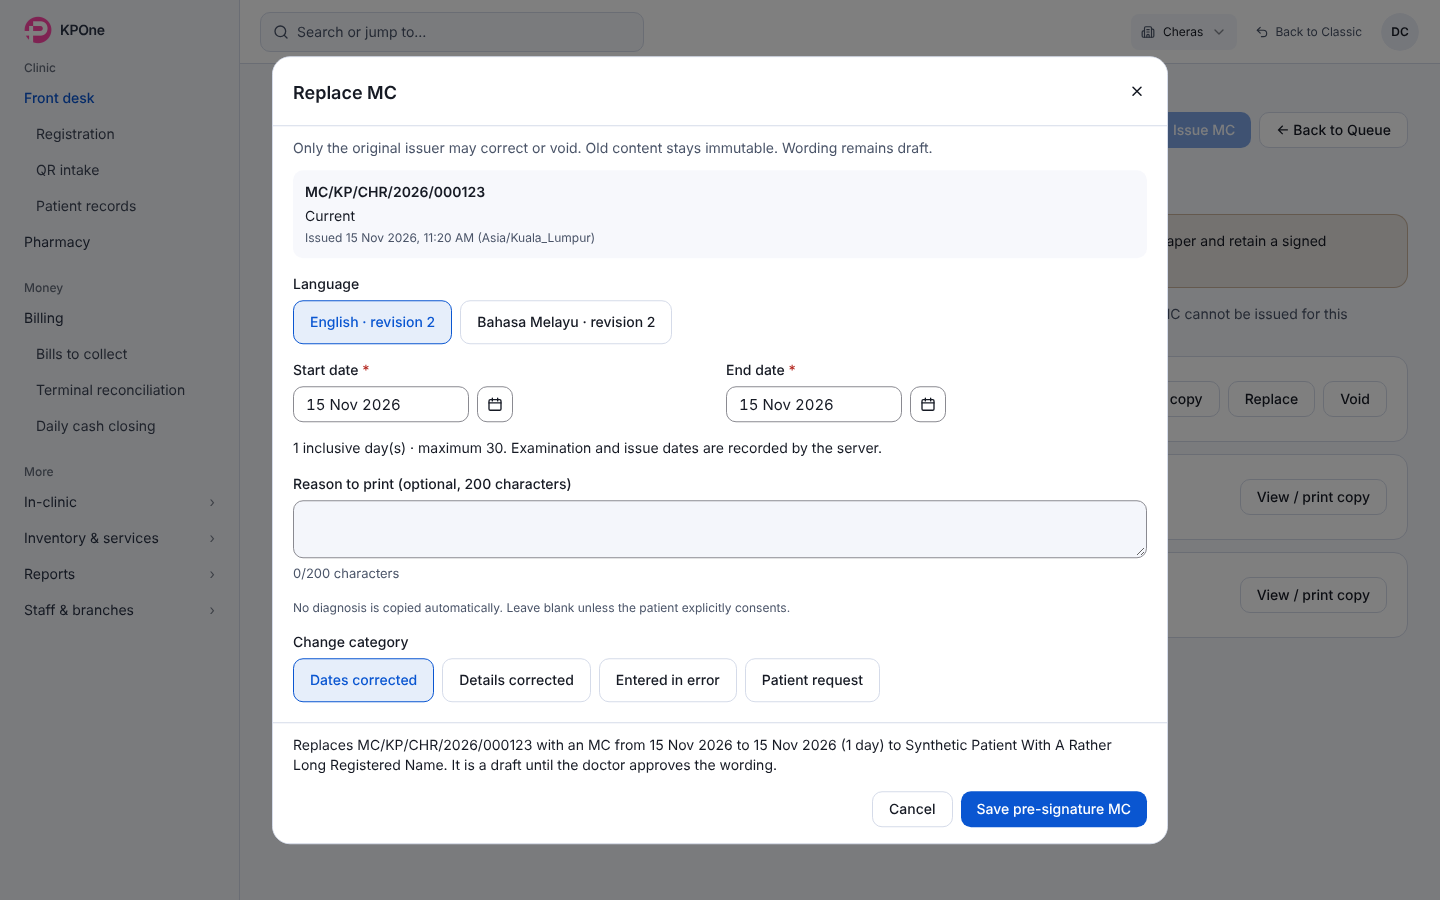 KPOne
Clinic
Front desk
Registration
QR intake
Patient records
Pharmacy
Money
Billing
Bills to collect
Terminal reconciliation
Daily cash closing
More
In-clinic
Inventory & services
Reports
Staff & branches
Search or jump to...
Cheras
Back to Classic
DC
Issue MC
← Back to Queue
aper and retain a signed
MC cannot be issued for this
copy
Replace
Void
View / print copy
View / print copy
Replace MC
Only the original issuer may correct or void. Old content stays immutable. Wording remains draft.
MC/KP/CHR/2026/000123
Current
Issued 15 Nov 2026, 11:20 AM (Asia/Kuala_Lumpur)
Language
English · revision 2
Bahasa Melayu · revision 2
Start date *
End date *
15 Nov 2026
15 Nov 2026
1 inclusive day(s) · maximum 30. Examination and issue dates are recorded by the server.
Reason to print (optional, 200 characters)
0/200 characters
No diagnosis is copied automatically. Leave blank unless the patient explicitly consents.
Change category
Dates corrected
Details corrected
Entered in error
Patient request
Replaces MC/KP/CHR/2026/000123 with an MC from 15 Nov 2026 to 15 Nov 2026 (1 day) to Synthetic Patient With A Rather
Long Registered Name. It is a draft until the doctor approves the wording.
Cancel
Save pre-signature MC